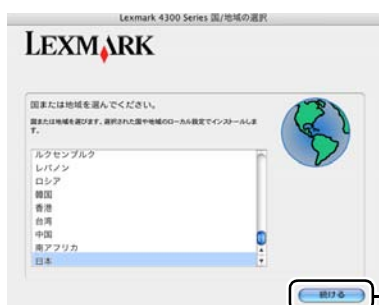 Lexmark 4300 Series 国/地域の選択
LEXMARK
国または地域を選んでください。
国または地域を選びます。選択された国や地域のローカル設定でインストールしま
す。
ルクセンブルク
レバノン
ロシア
韓国
香港
台湾
中国
南アフリカ
日本
続ける